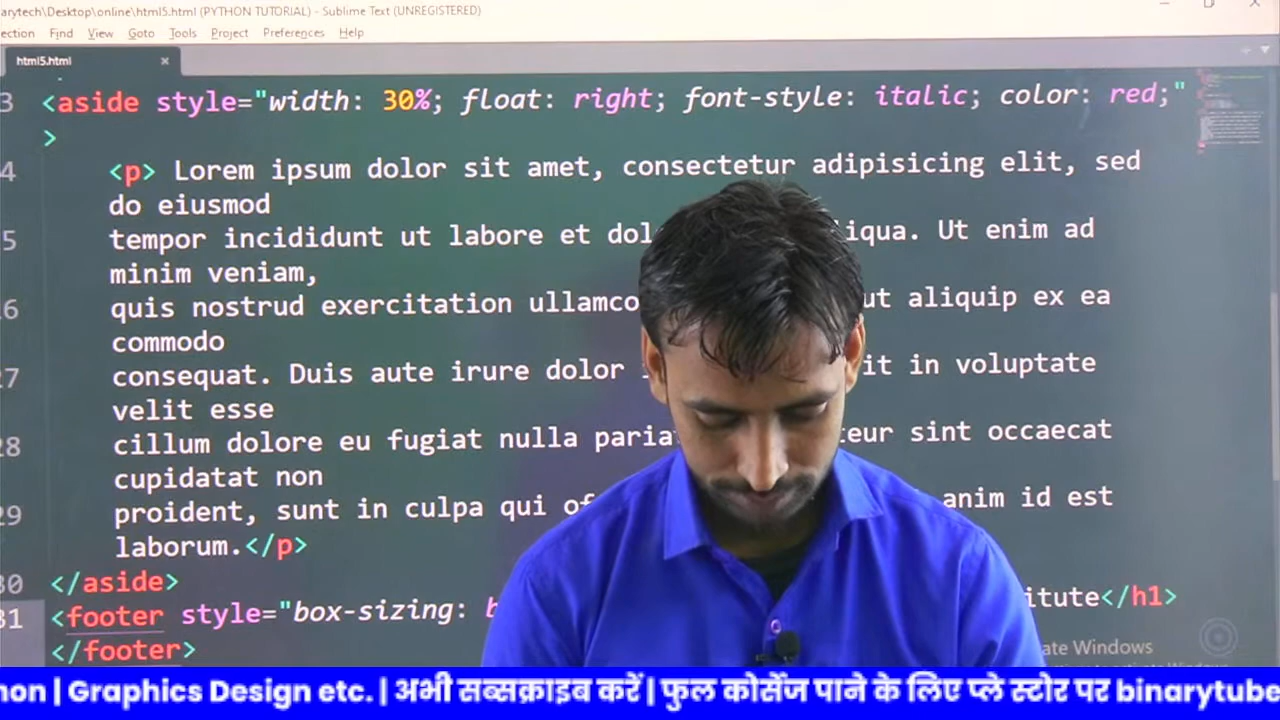 arytech\Desktop\online\html5.html (PYTHON TUTORIAL) - Sublime Text (UNREGISTERED)
ection Find View Goto Tools Project Preferences Help
html5.html ×
3 <aside style="width: 30%; float: right; font-style: italic; color: red;"
>
4 <p> Lorem ipsum dolor sit amet, consectetur adipisicing elit, sed
do eiusmod
5 tempor incididunt ut labore et dol iqua. Ut enim ad
minim veniam,
6 quis nostrud exercitation ullamco ut aliquip ex ea
commodo
27 consequat. Duis aute irure dolor it in voluptate
velit esse
28 cillum dolore eu fugiat nulla paria teur sint occaecat
cupidatat non
29 proident, sunt in culpa qui of anim id est
laborum.</p>
30 </aside>
31 <footer style="box-sizing: b itute</h1>
</footer>
ate Windows
non | Graphics Design etc. | अभी सब्सक्राइब करें | फुल कोर्सेज पाने के लिए प्ले स्टोर पर binarytube